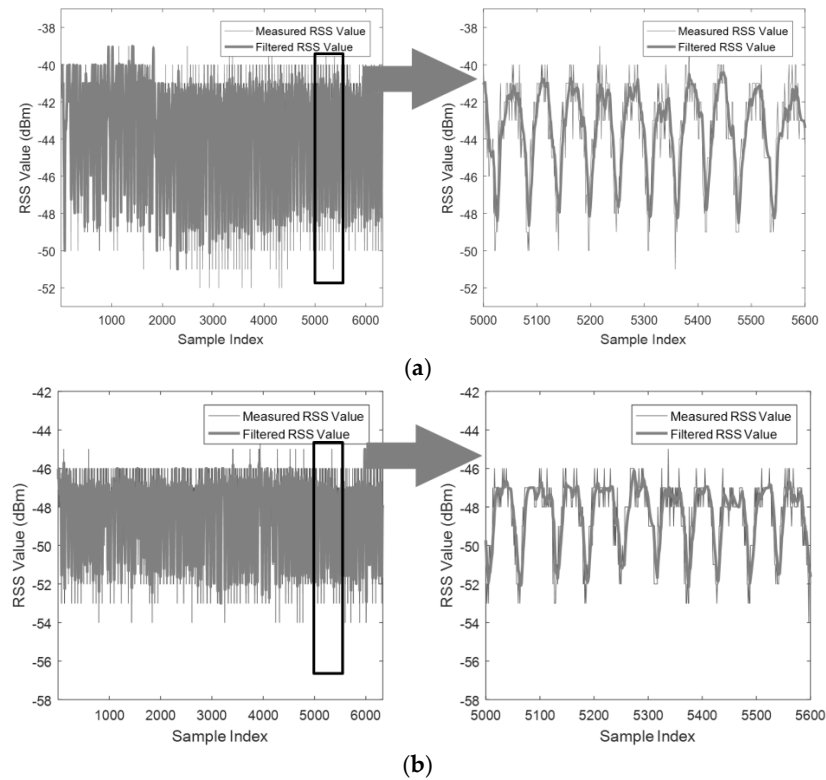 -38
-40
-42
-44
-46
-48
-50
-52
RSS Value (dBm)
1000 2000 3000 4000 5000 6000
Sample Index
Measured RSS Value
Filtered RSS Value
-38
-40
-42
-44
-46
-48
-50
-52
RSS Value (dBm)
5000 5100 5200 5300 5400 5500 5600
Sample Index
Measured RSS Value
Filtered RSS Value
(a)
-42
-44
-46
-48
-50
-52
-54
-56
-58
RSS Value (dBm)
1000 2000 3000 4000 5000 6000
Sample Index
Measured RSS Value
Filtered RSS Value
-42
-44
-46
-48
-50
-52
-54
-56
-58
RSS Value (dBm)
5000 5100 5200 5300 5400 5500 5600
Sample Index
Measured RSS Value
Filtered RSS Value
(b)